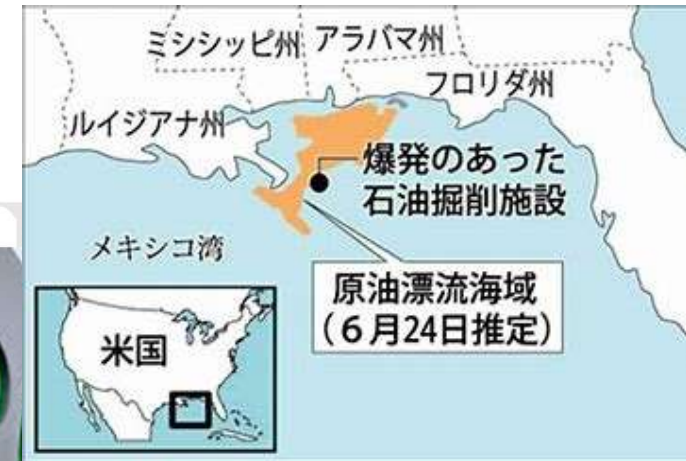 ミシシッピ州
アラバマ州
フロリダ州
ルイジアナ州
爆発のあった
石油掘削施設
メキシコ湾
原油漂流海域
（６月24日推定）
米国